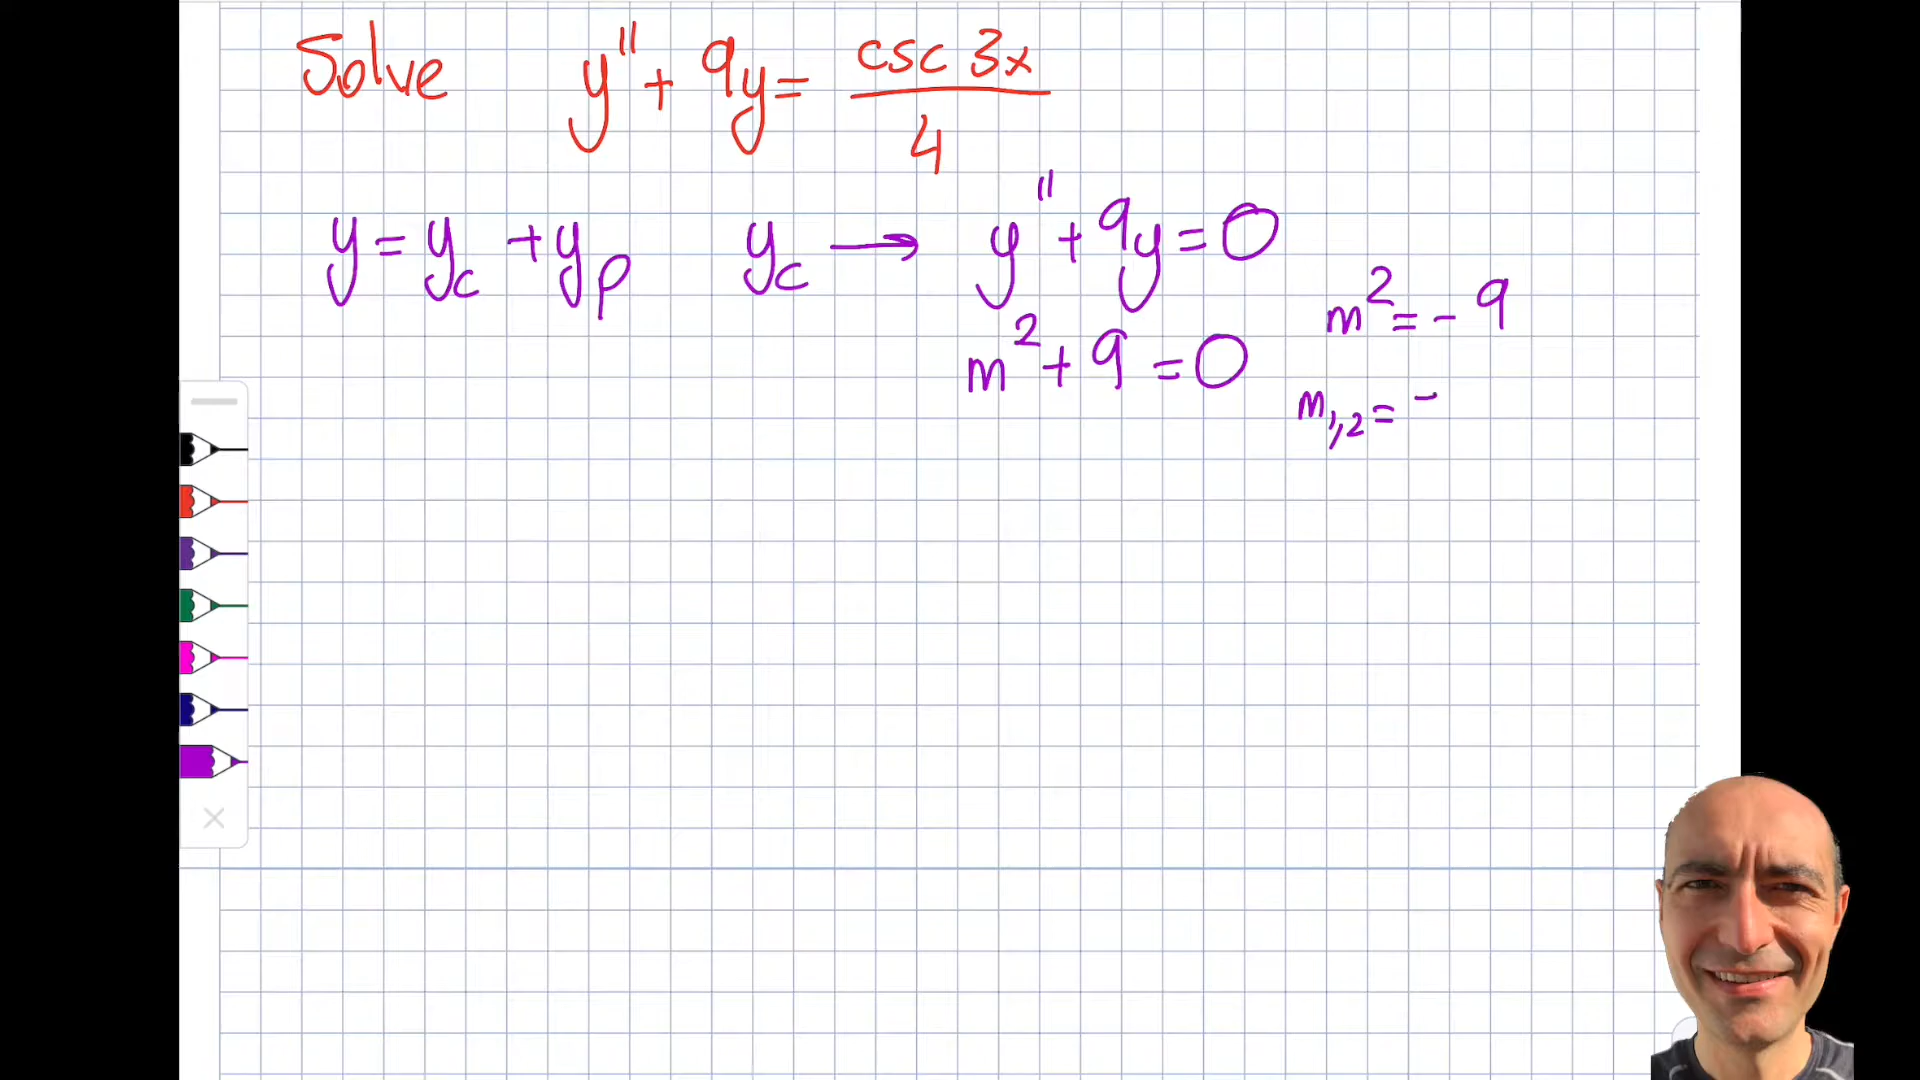 Solve y'' + 9y = csc 3x / 4
y = y_c + y_p   y_c → y'' + 9y = 0
m² = - 9
m² + 9 = 0
m_1,2 = -